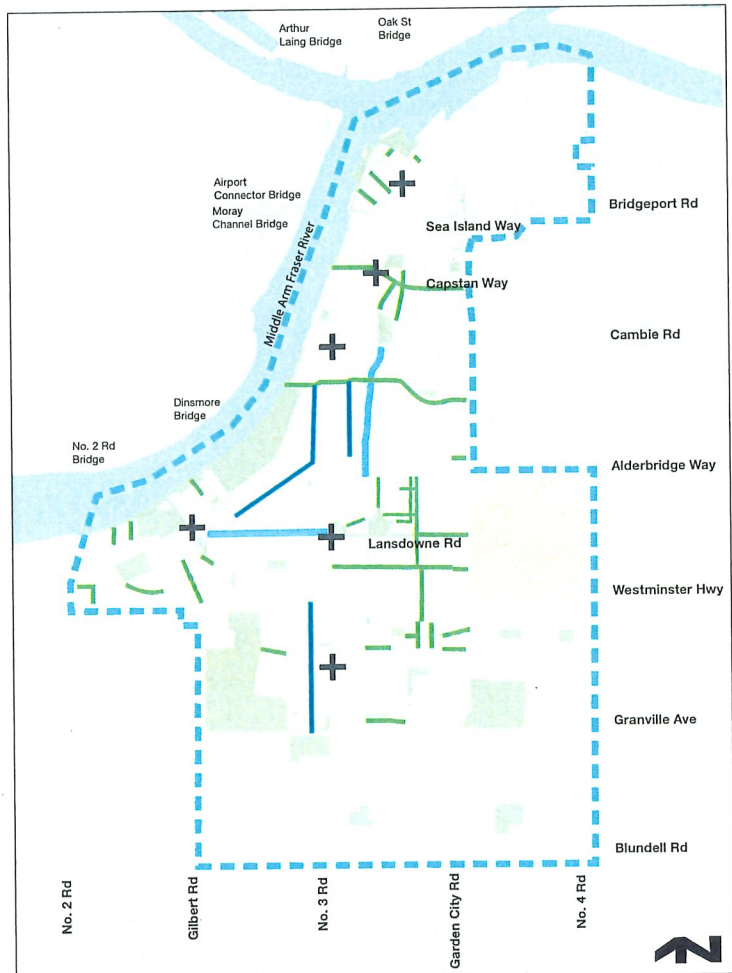 Arthur
Laing Bridge
Oak St
Bridge
Airport
Connector Bridge
Moray
Channel Bridge
Bridgeport Rd
Sea Island Way
Middle Arm Fraser River
Capstan Way
Cambie Rd
Dinsmore
Bridge
No. 2 Rd
Bridge
Alderbridge Way
Lansdowne Rd
Westminster Hwy
Granville Ave
Blundell Rd
No. 2 Rd
Gilbert Rd
No. 3 Rd
Garden City Rd
No. 4 Rd